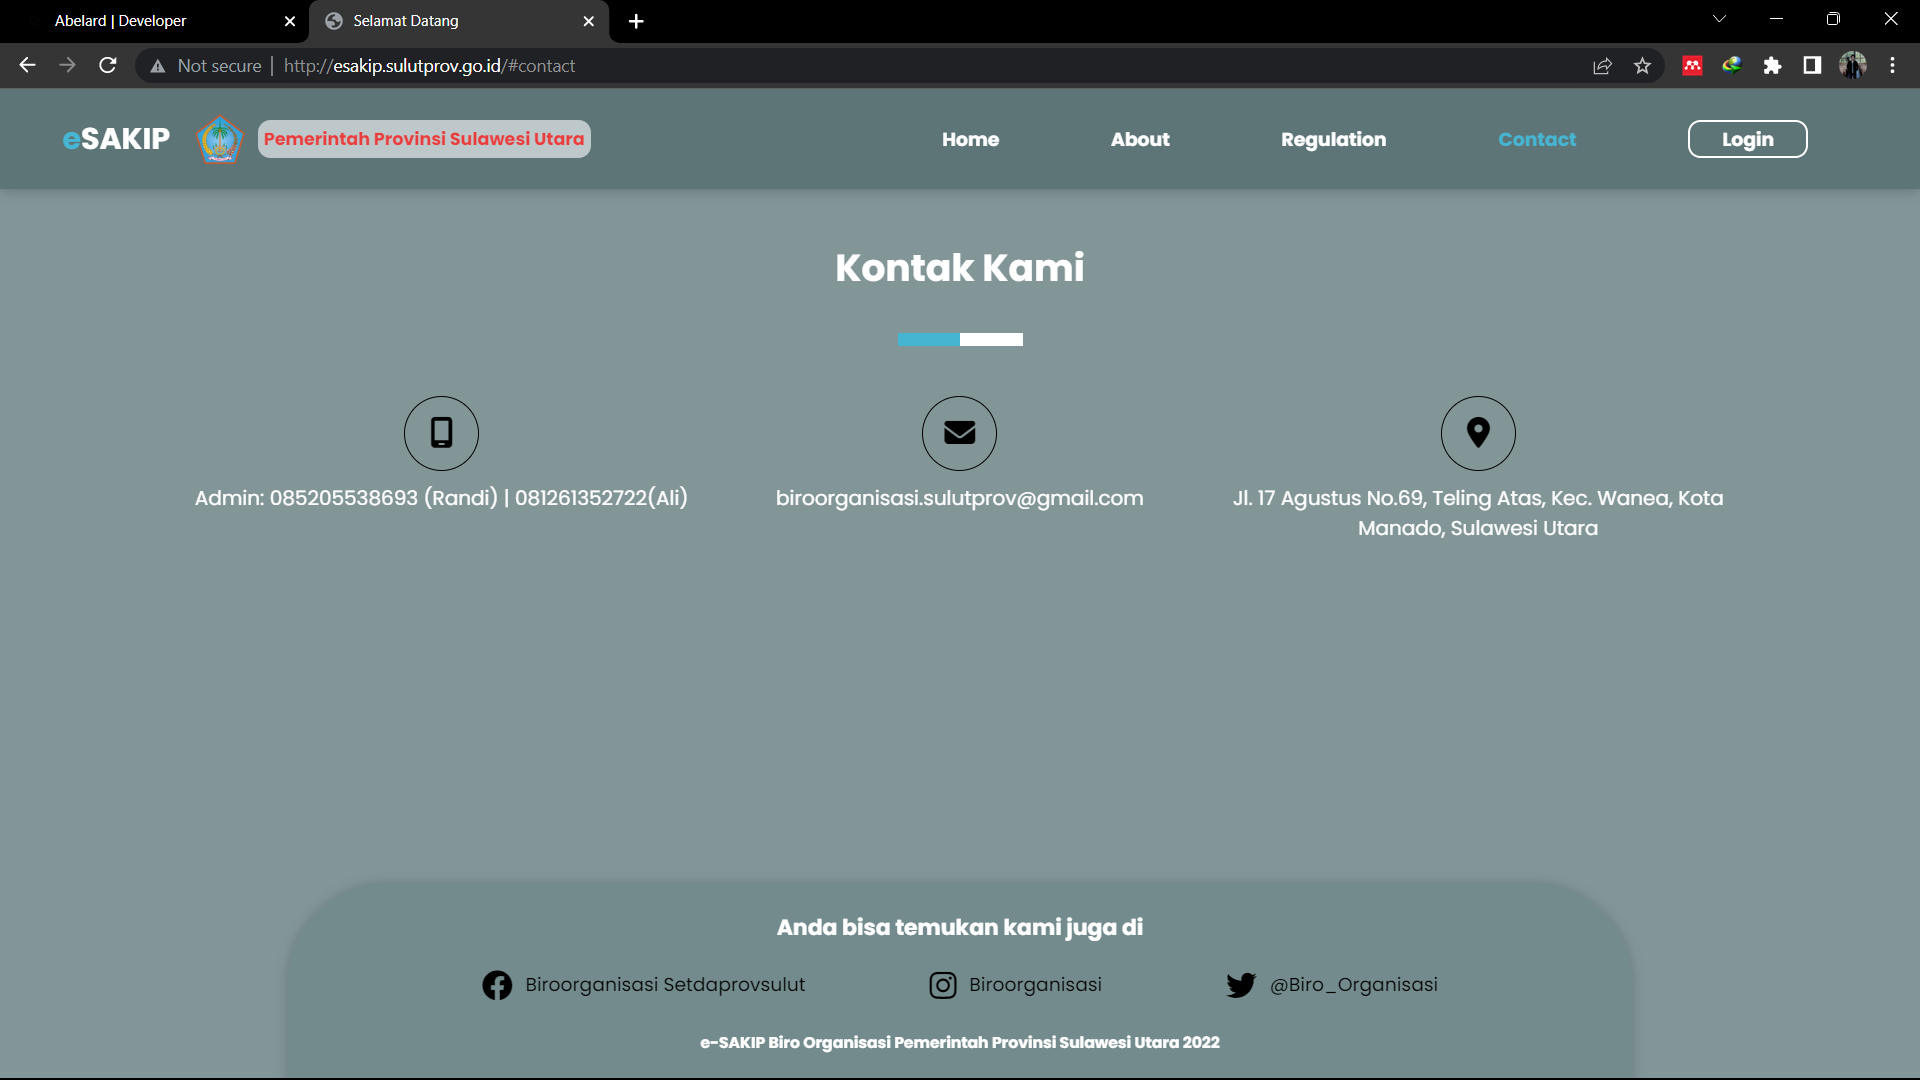 Abelard | Developer
Selamat Datang
Not secure | http://esakip.sulutprov.go.id/#contact
eSAKIP
Pemerintah Provinsi Sulawesi Utara
Home
About
Regulation
Contact
Login
Kontak Kami
Admin: 085205538693 (Randi) | 081261352722(Ali)
biroorganisasi.sulutprov@gmail.com
Jl. 17 Agustus No.69, Teling Atas, Kec. Wanea, Kota
Manado, Sulawesi Utara
Anda bisa temukan kami juga di
Biroorganisasi Setdaprovsulut
Biroorganisasi
@Biro_Organisasi
e-SAKIP Biro Organisasi Pemerintah Provinsi Sulawesi Utara 2022